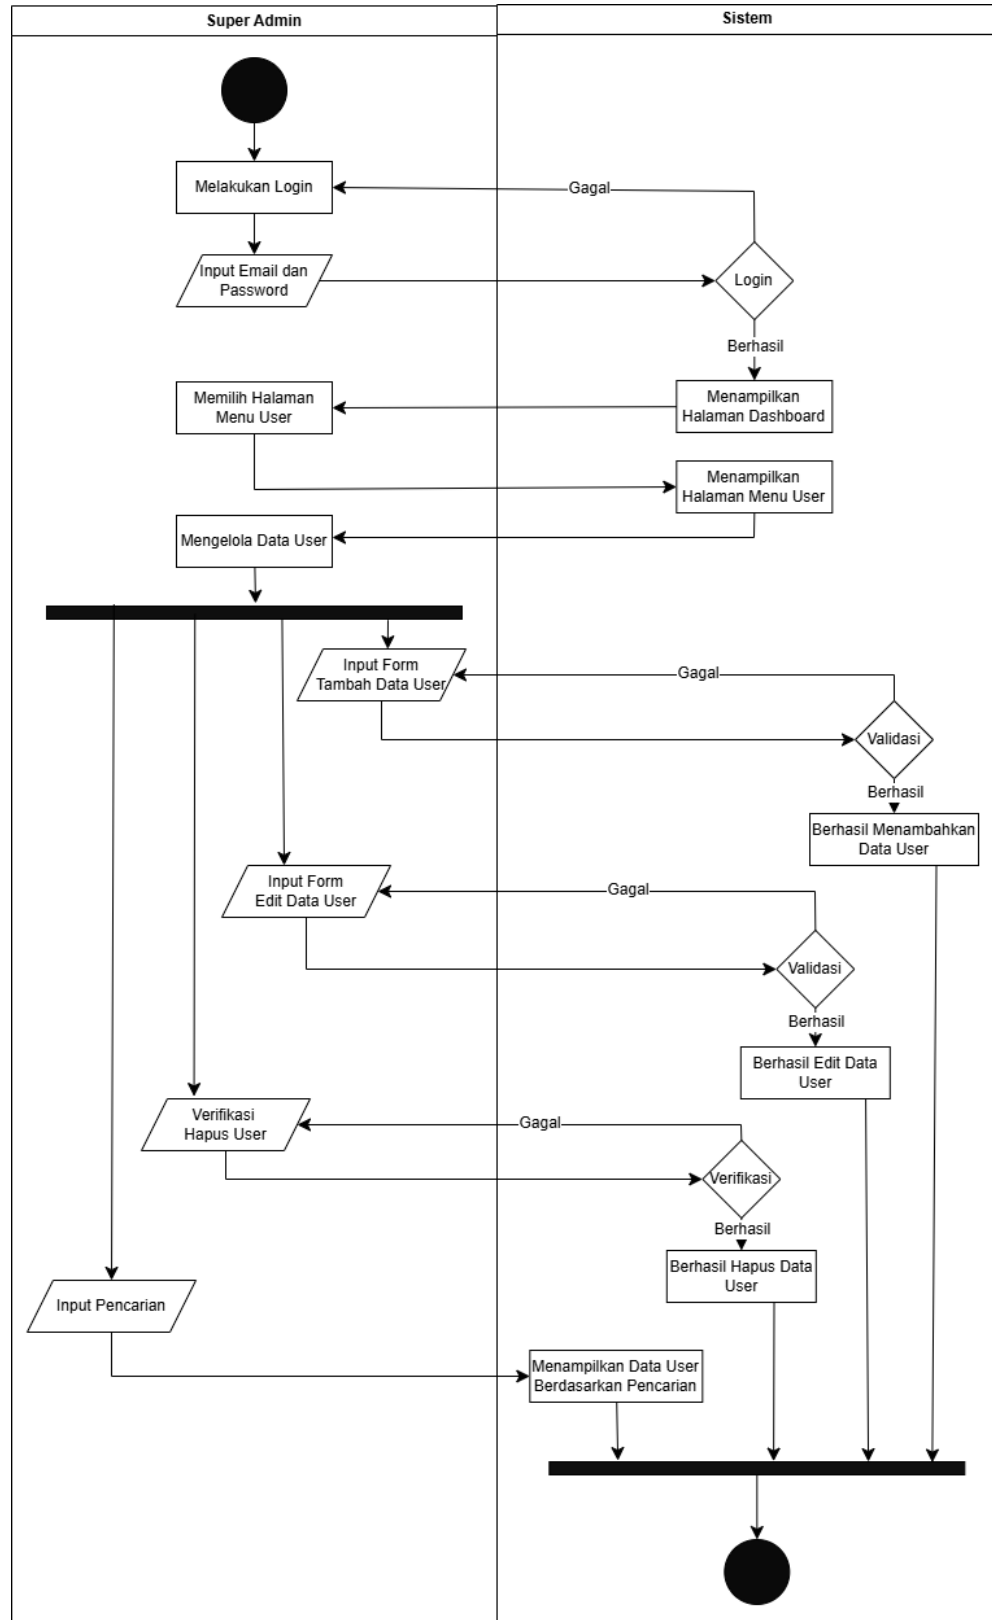 Super Admin
Sistem
Melakukan Login
Gagal
Input Email dan
Password
Login
Berhasil
Memilih Halaman
Menu User
Menampilkan
Halaman Dashboard
Menampilkan
Halaman Menu User
Mengelola Data User
Input Form
Tambah Data User
Gagal
Validasi
Berhasil
Berhasil Menambahkan
Data User
Input Form
Edit Data User
Gagal
Validasi
Berhasil
Berhasil Edit Data
User
Verifikasi
Hapus User
Gagal
Verifikasi
Berhasil
Berhasil Hapus Data
User
Input Pencarian
Menampilkan Data User
Berdasarkan Pencarian